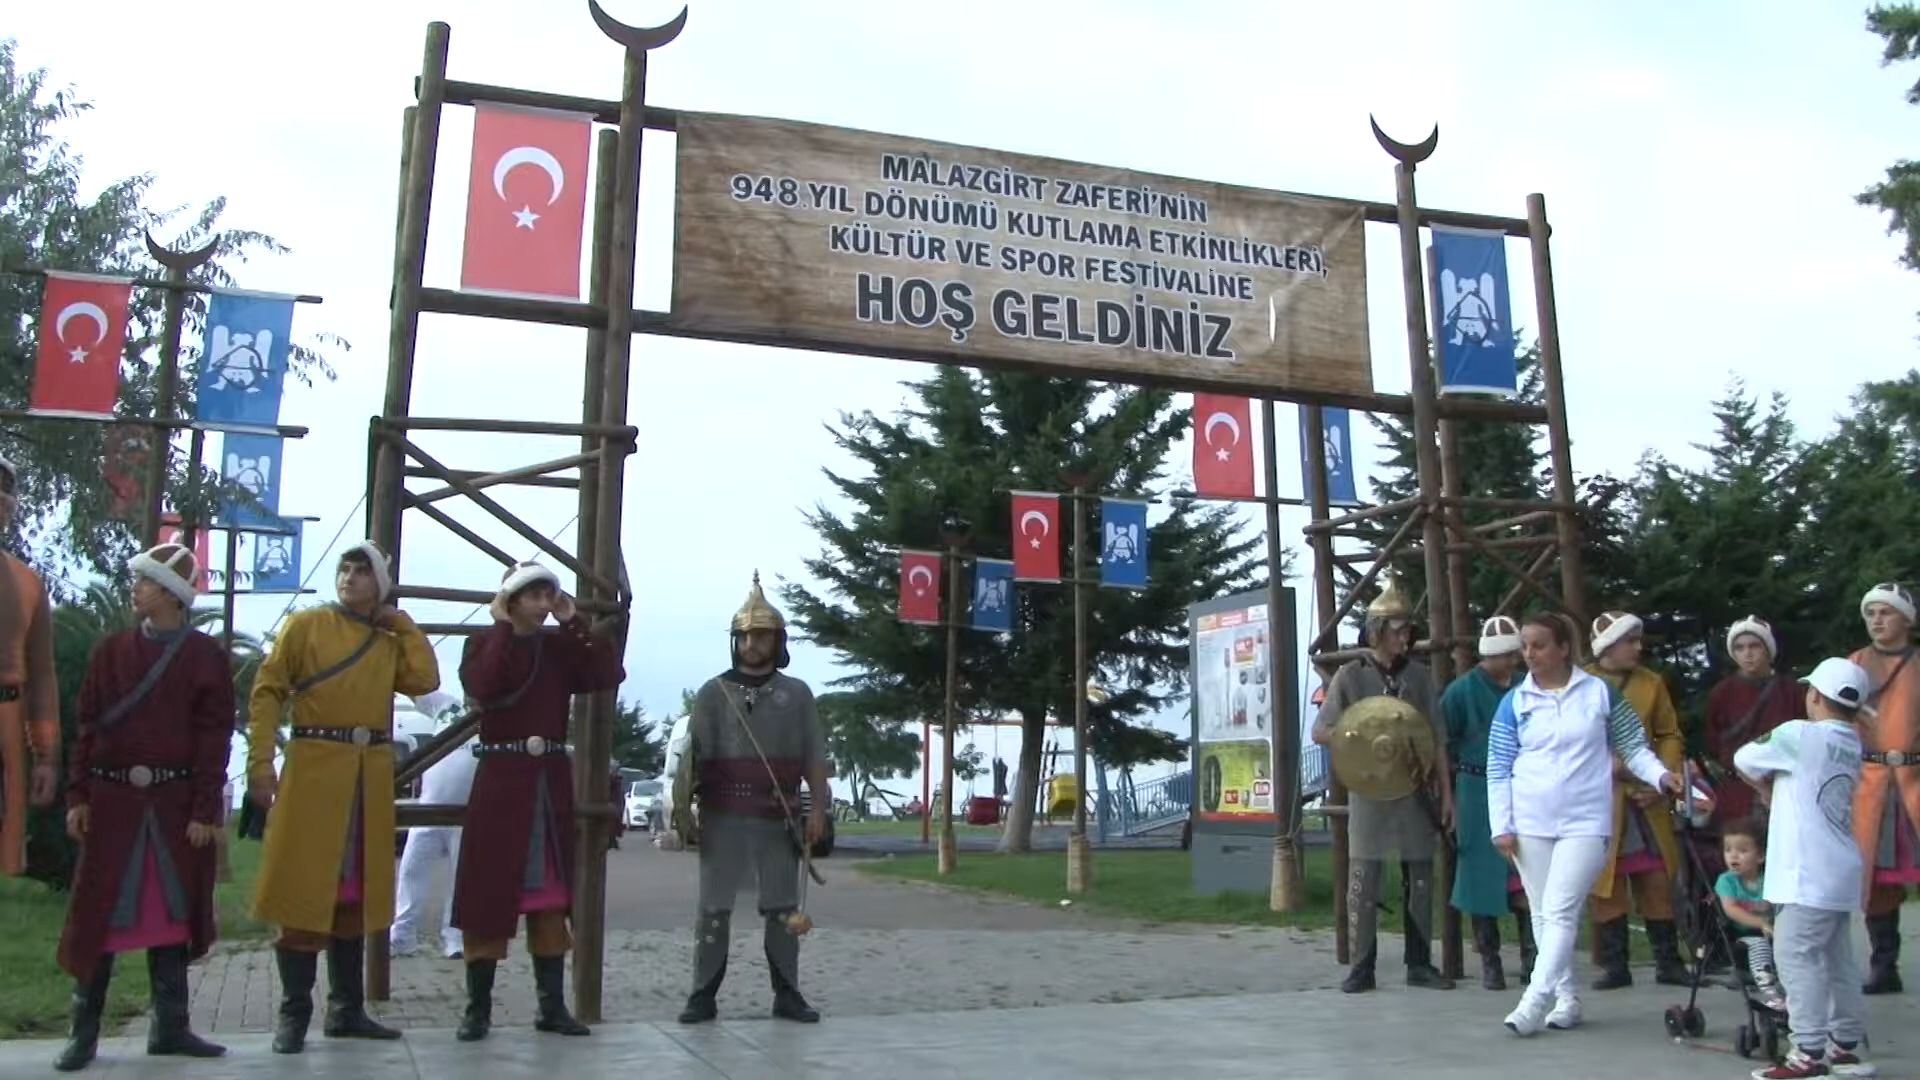 MALAZGİRT ZAFERİ'NİN
948.YIL DÖNÜMÜ KUTLAMA ETKİNLİKLERİ,
KÜLTÜR VE SPOR FESTİVALİNE
HOŞ GELDİNİZ